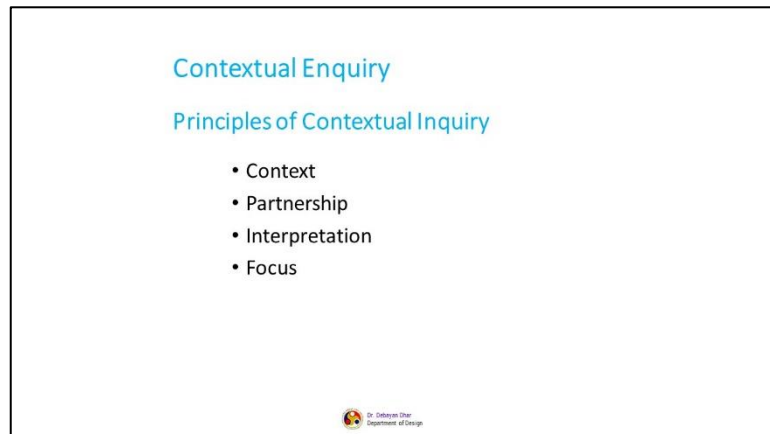 Contextual Enquiry
Principles of Contextual Inquiry
• Context
• Partnership
• Interpretation
• Focus
Dr. Debayan Dhar
Department of Design